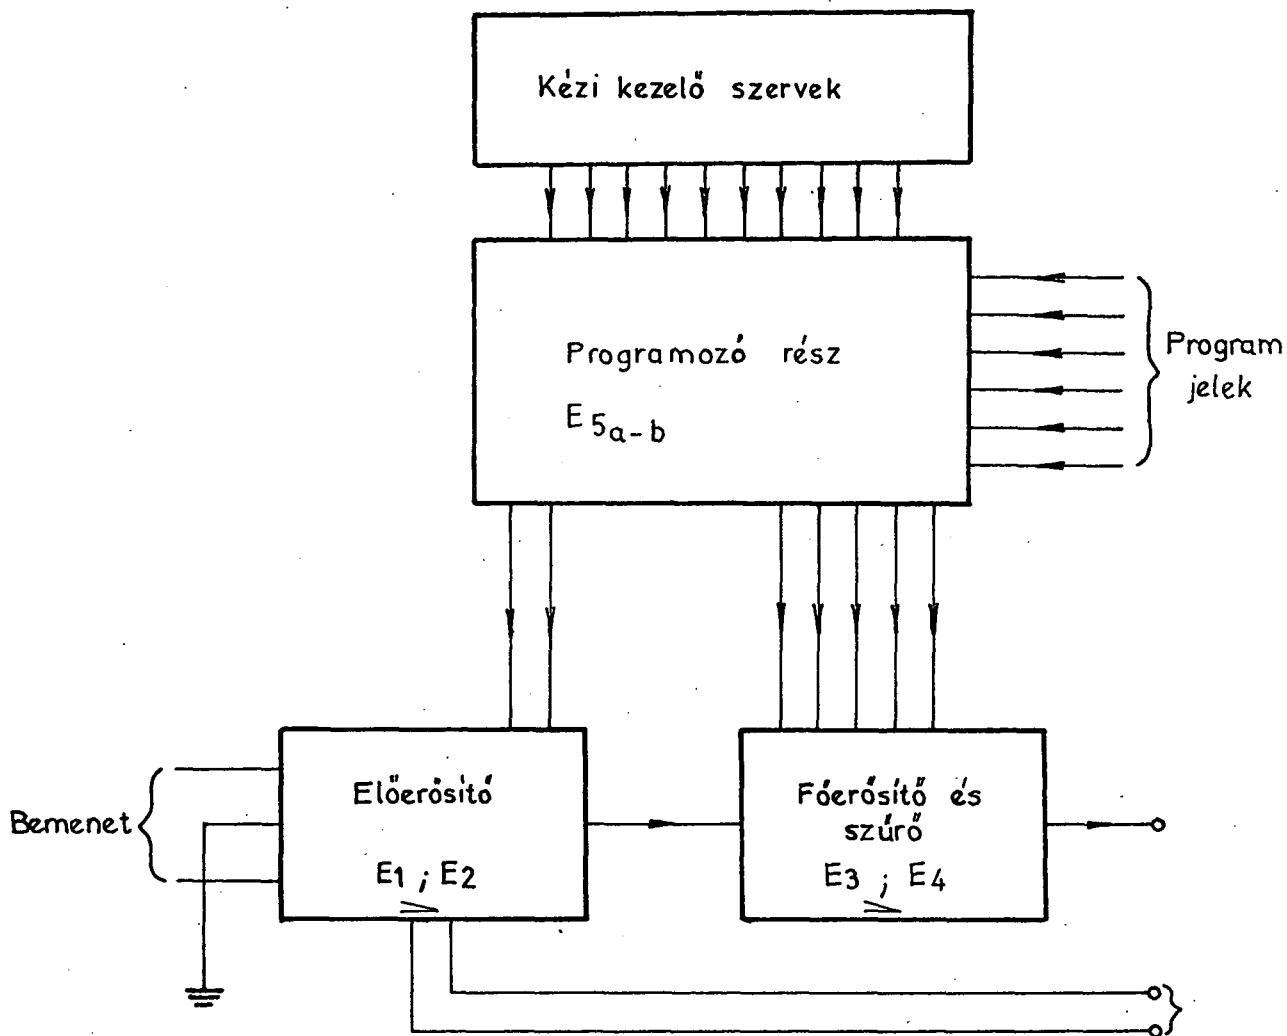 Kézi kezelő szervek
Programozó rész
E5a-b
Program
jelek
Előerősítő
E1 ; E2
Bemenet
Főerősítő és
szűrő
E3 ; E4